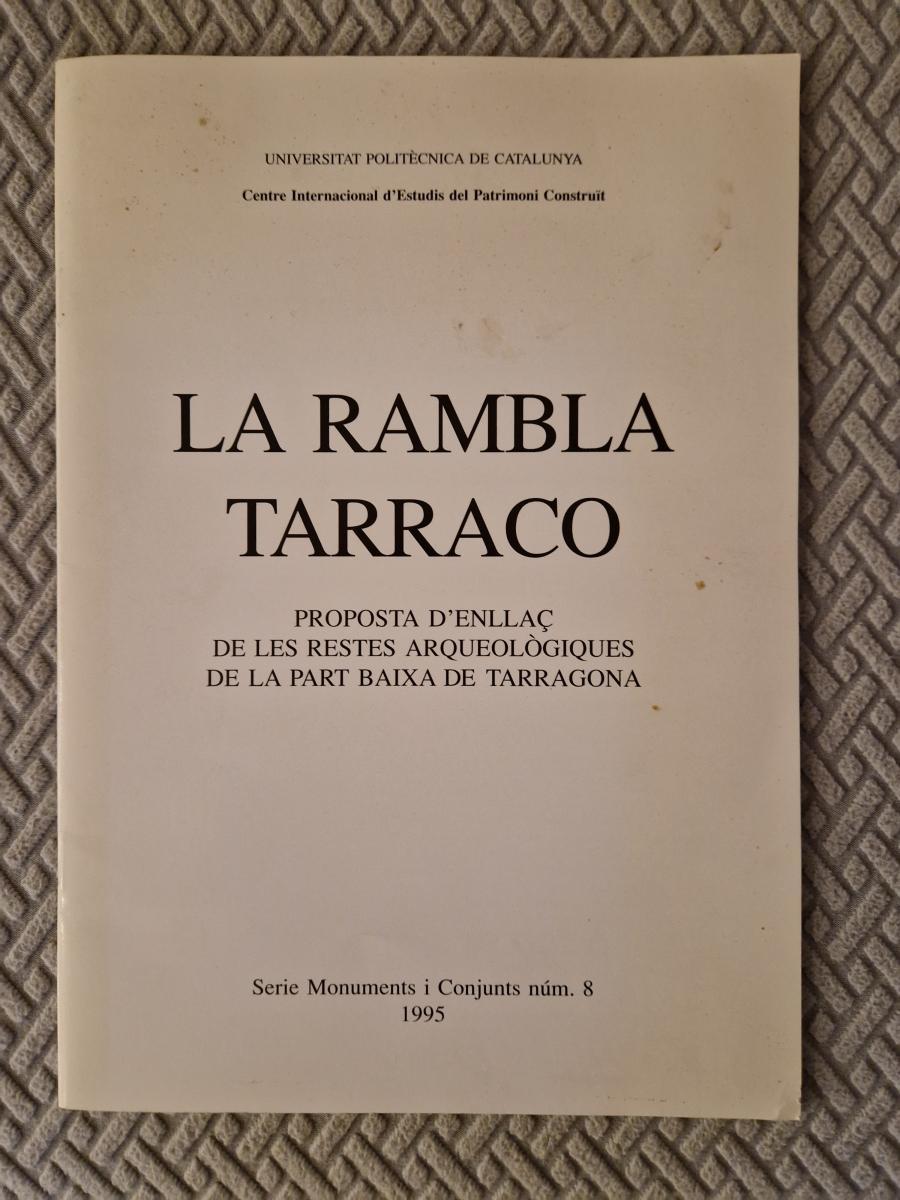 UNIVERSITAT POLITÈCNICA DE CATALUNYA
Centre Internacional d'Estudis del Patrimoni Construït
LA RAMBLA
TARRACO
PROPOSTA D'ENLLAÇ
DE LES RESTES ARQUEOLÒGIQUES
DE LA PART BAIXA DE TARRAGONA
Serie Monuments i Conjunts núm. 8
1995